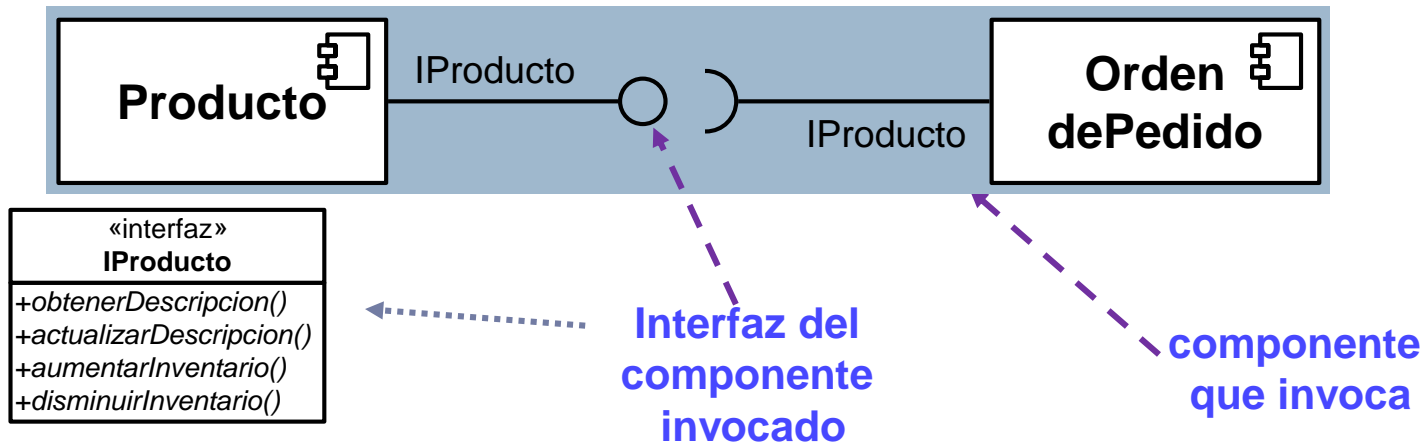 Producto
IProducto
IProducto
Orden
dePedido
«interfaz»
IProducto
+obtenerDescripcion()
+actualizarDescripcion()
+aumentarInventario()
+disminuirInventario()
Interfaz del
componente
invocado
componente
que invoca